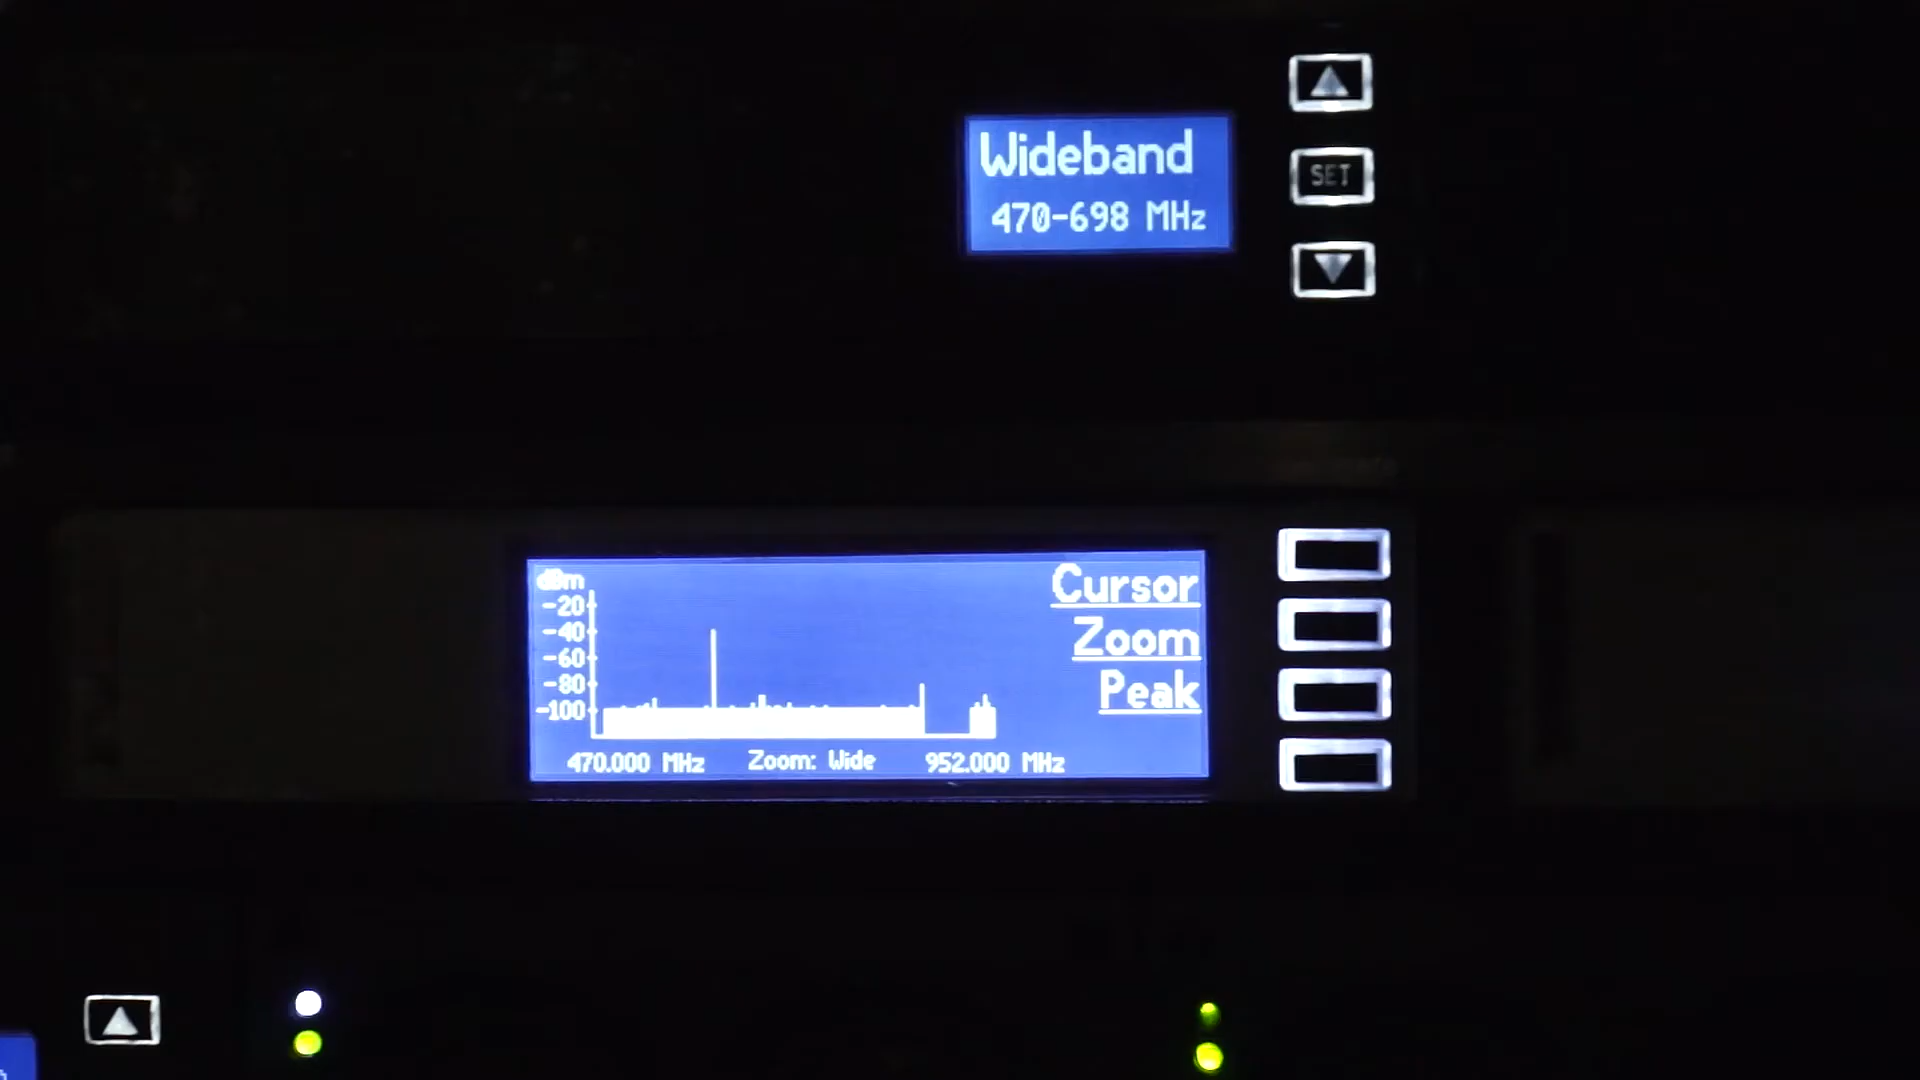 Wideband
470-698 MHz
SET
dBm
-20
-40
-60
-80
-100
Cursor
Zoom
Peak
470.000 MHz Zoom: Wide 952.000 MHz